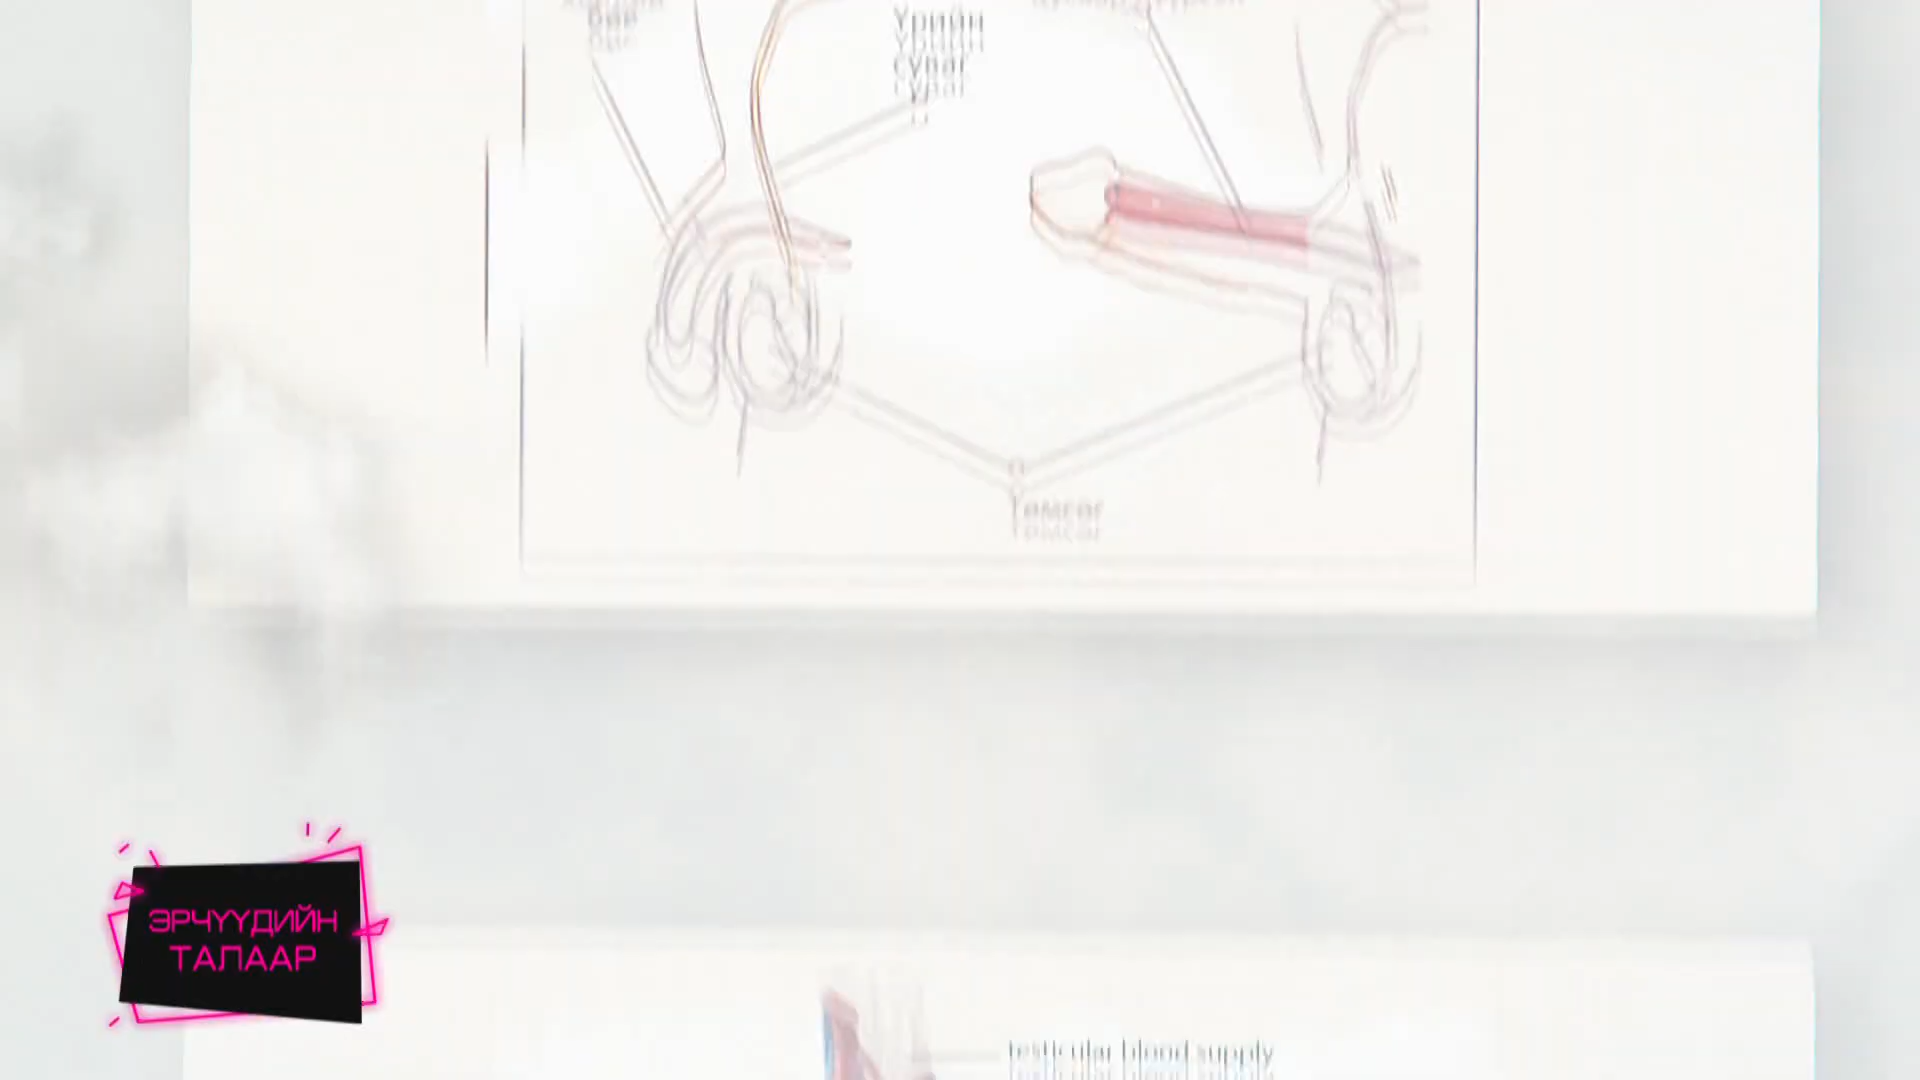 Үрийн
суваг
Төмсөг
ЭРЧҮҮДИЙН
ТАЛААР
testicular blood supply